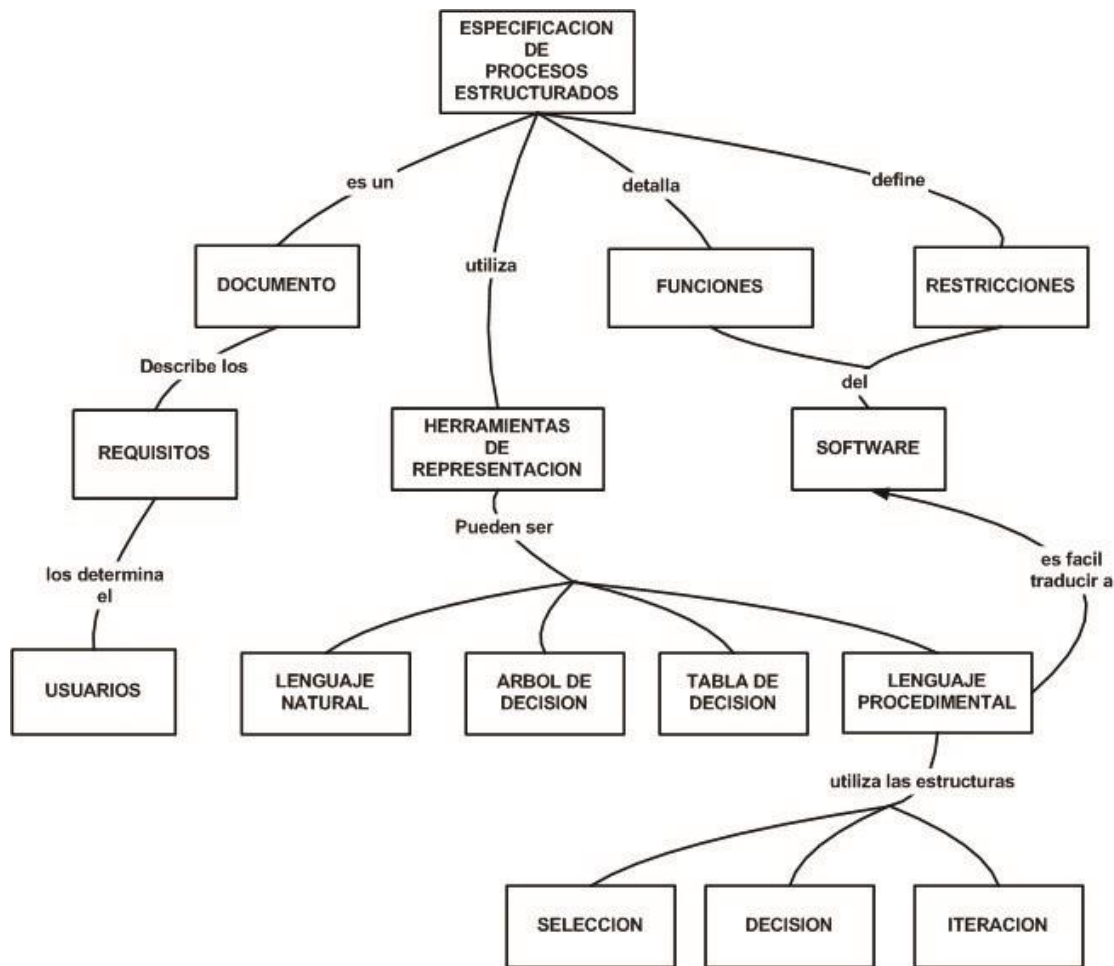 ESPECIFICACION
DE
PROCESOS
ESTRUCTURADOS
es un
detalla
define
utiliza
DOCUMENTO
FUNCIONES
RESTRICCIONES
Describe los
del
REQUISITOS
HERRAMIENTAS
DE
REPRESENTACION
SOFTWARE
Pueden ser
es facil
traducir a
los determina
el
USUARIOS
LENGUAJE
NATURAL
ARBOL DE
DECISION
TABLA DE
DECISION
LENGUAJE
PROCEDIMENTAL
utiliza las estructuras
SELECCION
DECISION
ITERACION